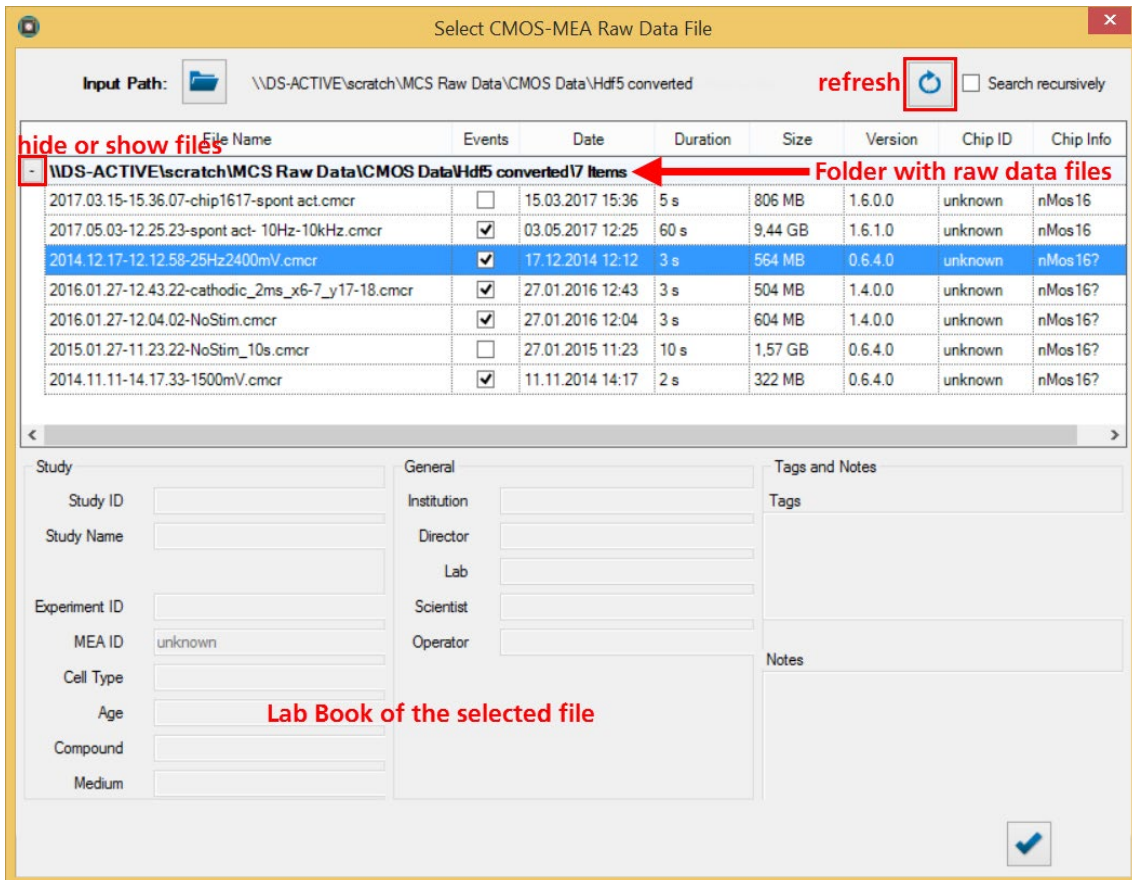 Select CMOS-MEA Raw Data File
Input Path: \\DS-ACTIVE\scratch\MCS Raw Data\CMOS Data\Hdf5 converted refresh Search recursively
hide or show files
File Name Events Date Duration Size Version Chip ID Chip Info
- \\DS-ACTIVE\scratch\MCS Raw Data\CMOS Data\Hdf5 converted\7 Items Folder with raw data files
2017.03.15-15.36.07-chip1617-spont act.cmcr 15.03.2017 15:36 5 s 806 MB 1.6.0.0 unknown nMos16
2017.05.03-12.25.23-spont act- 10Hz-10kHz.cmcr 03.05.2017 12:25 60 s 9,44 GB 1.6.1.0 unknown nMos16
2014.12.17-12.12.58-25Hz2400mV.cmcr 17.12.2014 12:12 3 s 564 MB 0.6.4.0 unknown nMos16?
2016.01.27-12.43.22-cathodic_2ms_x6-7_y17-18.cmcr 27.01.2016 12:43 3 s 504 MB 1.4.0.0 unknown nMos16?
2016.01.27-12.04.02-NoStim.cmcr 27.01.2016 12:04 3 s 604 MB 1.4.0.0 unknown nMos16?
2015.01.27-11.23.22-NoStim_10s.cmcr 27.01.2015 11:23 10 s 1,57 GB 0.6.4.0 unknown nMos16?
2014.11.11-14.17.33-1500mV.cmcr 11.11.2014 14:17 2 s 322 MB 0.6.4.0 unknown nMos16?
Study General Tags and Notes
Study ID Institution Tags
Study Name Director
Lab
Experiment ID Scientist
MEA ID unknown Operator
Notes
Cell Type
Age Lab Book of the selected file
Compound
Medium